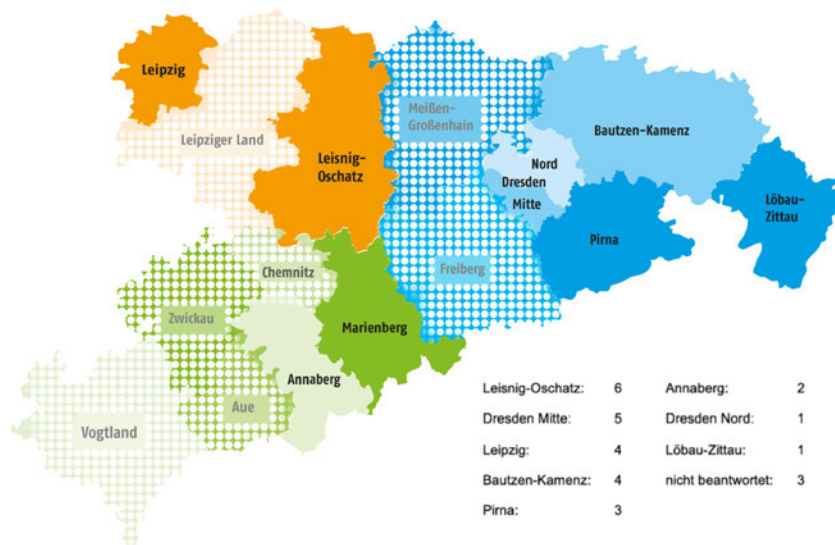 Leipzig
Leipziger Land
Leisnig-
Oschatz
Meißen-
Großenhain
Nord
Dresden
Mitte
Bautzen-Kamenz
Löbau-
Zittau
Pirna
Freiberg
Chemnitz
Zwickau
Marienberg
Annaberg
Aue
Vogtland
Leisnig-Oschatz: 6 Annaberg: 2
Dresden Mitte: 5 Dresden Nord: 1
Leipzig: 4 Löbau-Zittau: 1
Bautzen-Kamenz: 4 nicht beantwortet: 3
Pirna: 3